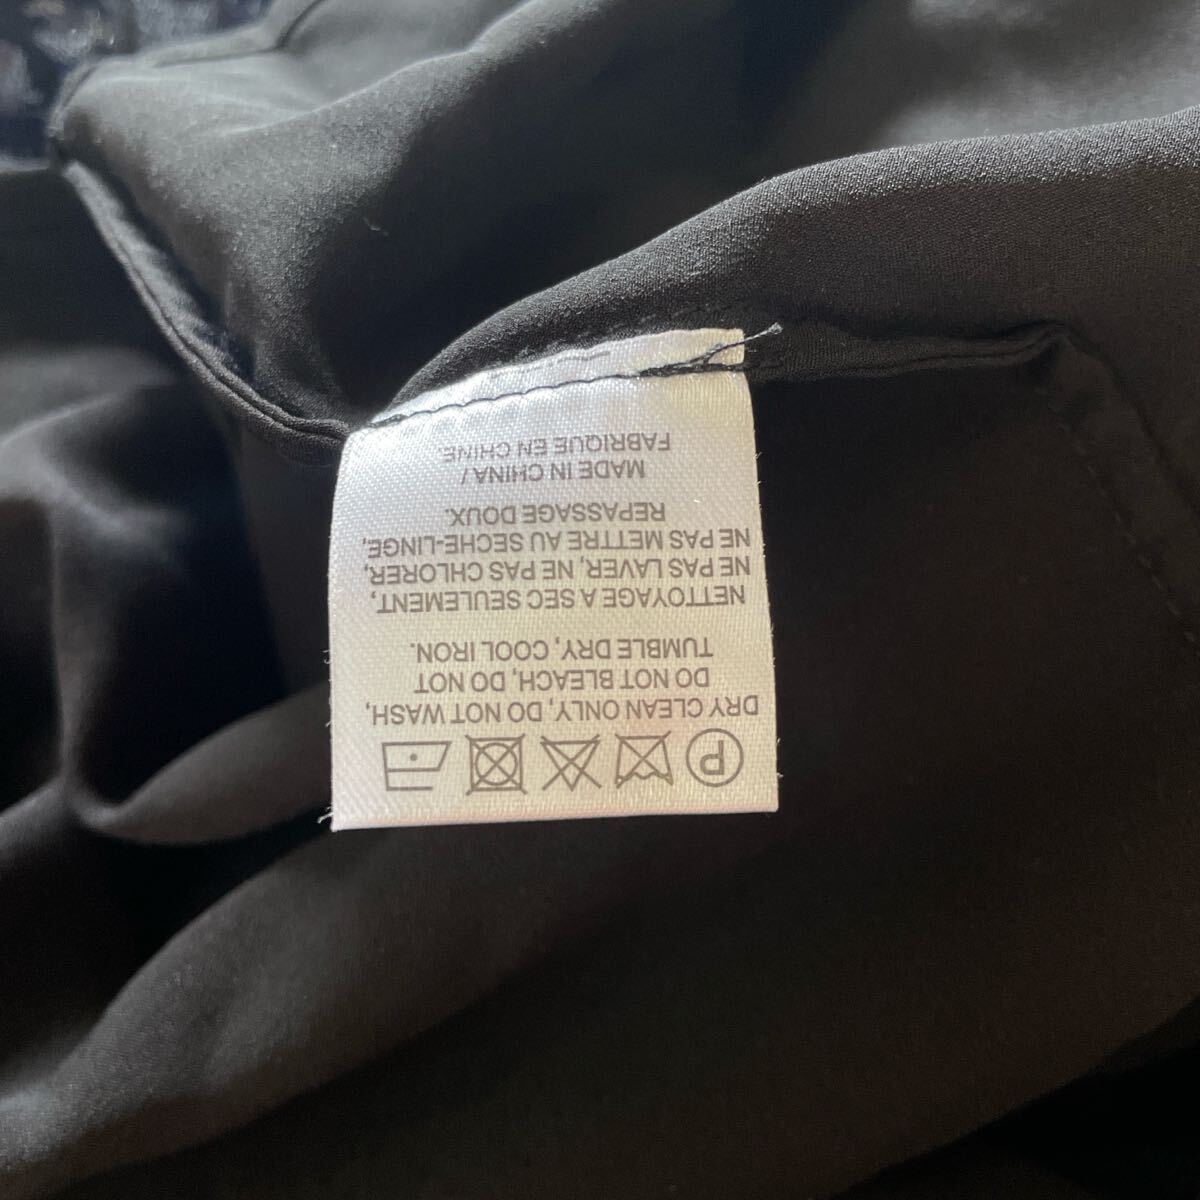 P
DRY CLEAN ONLY, DO NOT WASH,
DO NOT BLEACH, DO NOT
TUMBLE DRY, COOL IRON.
NETTOYAGE A SEC SEULEMENT,
NE PAS LAVER, NE PAS CHLORER,
NE PAS METTRE AU SECHE-LINGE,
REPASSAGE DOUX.
MADE IN CHINA /
FABRIQUE EN CHINE.